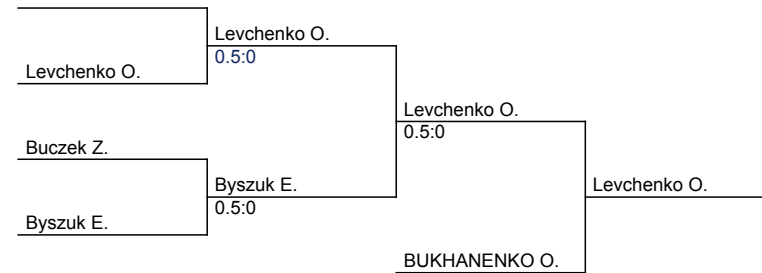 Levchenko O.
0.5:0
Levchenko O.
Levchenko O.
0.5:0
Buczek Z.
Byszuk E.
Levchenko O.
0.5:0
Byszuk E.
BUKHANENKO O.